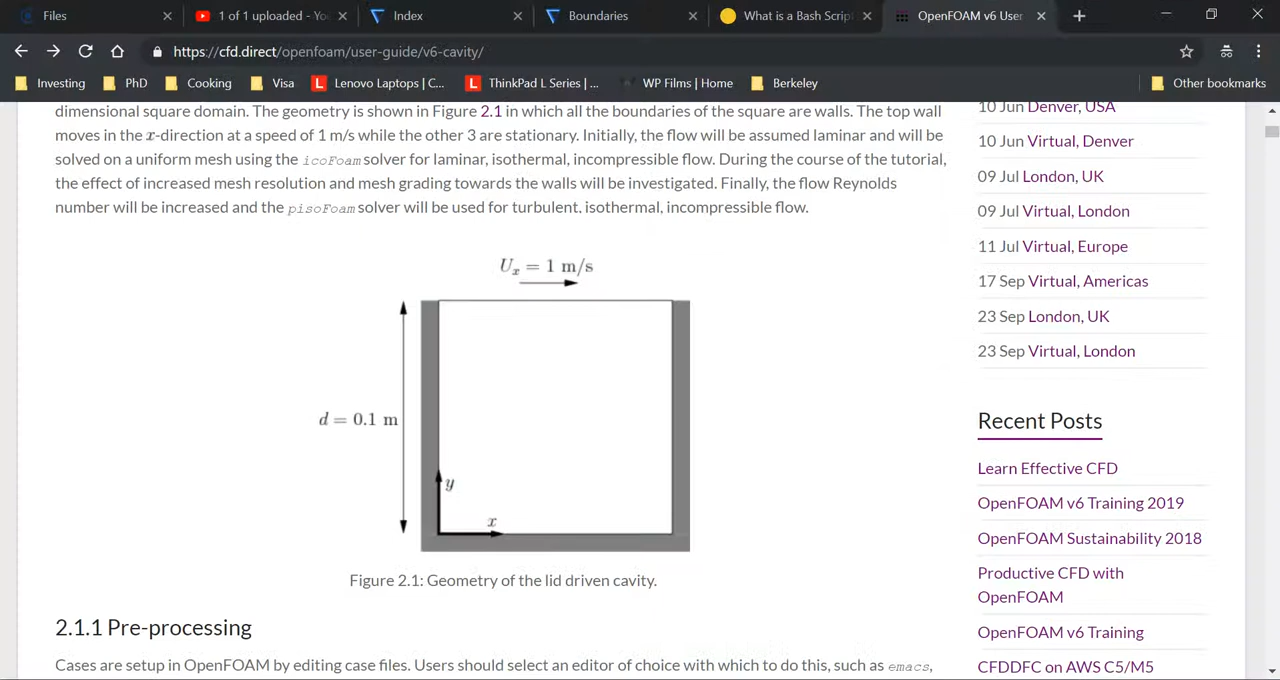 Files
1 of 1 uploaded - Yo
Index
Boundaries
What is a Bash Script
OpenFOAM v6 User
https://cfd.direct/openfoam/user-guide/v6-cavity/
Investing
PhD
Cooking
Visa
Lenovo Laptops | C...
ThinkPad L Series | ...
WP Films | Home
Berkeley
Other bookmarks
dimensional square domain. The geometry is shown in Figure 2.1 in which all the boundaries of the square are walls. The top wall
moves in the x-direction at a speed of 1 m/s while the other 3 are stationary. Initially, the flow will be assumed laminar and will be
solved on a uniform mesh using the icoFoam solver for laminar, isothermal, incompressible flow. During the course of the tutorial,
the effect of increased mesh resolution and mesh grading towards the walls will be investigated. Finally, the flow Reynolds
number will be increased and the pisoFoam solver will be used for turbulent, isothermal, incompressible flow.
Ux = 1 m/s
d = 0.1 m
y
x
Figure 2.1: Geometry of the lid driven cavity.
2.1.1 Pre-processing
Cases are setup in OpenFOAM by editing case files. Users should select an editor of choice with which to do this, such as emacs,
10 Jun Denver, USA
10 Jun Virtual, Denver
09 Jul London, UK
09 Jul Virtual, London
11 Jul Virtual, Europe
17 Sep Virtual, Americas
23 Sep London, UK
23 Sep Virtual, London
Recent Posts
Learn Effective CFD
OpenFOAM v6 Training 2019
OpenFOAM Sustainability 2018
Productive CFD with
OpenFOAM
OpenFOAM v6 Training
CFDDFC on AWS C5/M5